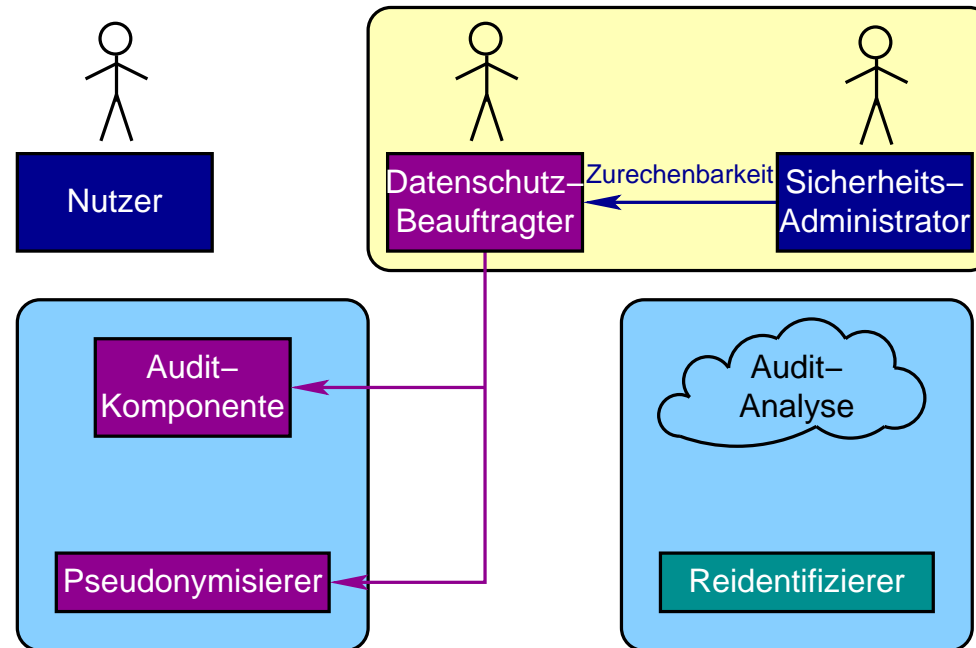 Nutzer
Datenschutz–
Beauftragter
Zurechenbarkeit
Sicherheits–
Administrator
Audit–
Komponente
Audit–
Analyse
Pseudonymisierer
Reidentifizierer